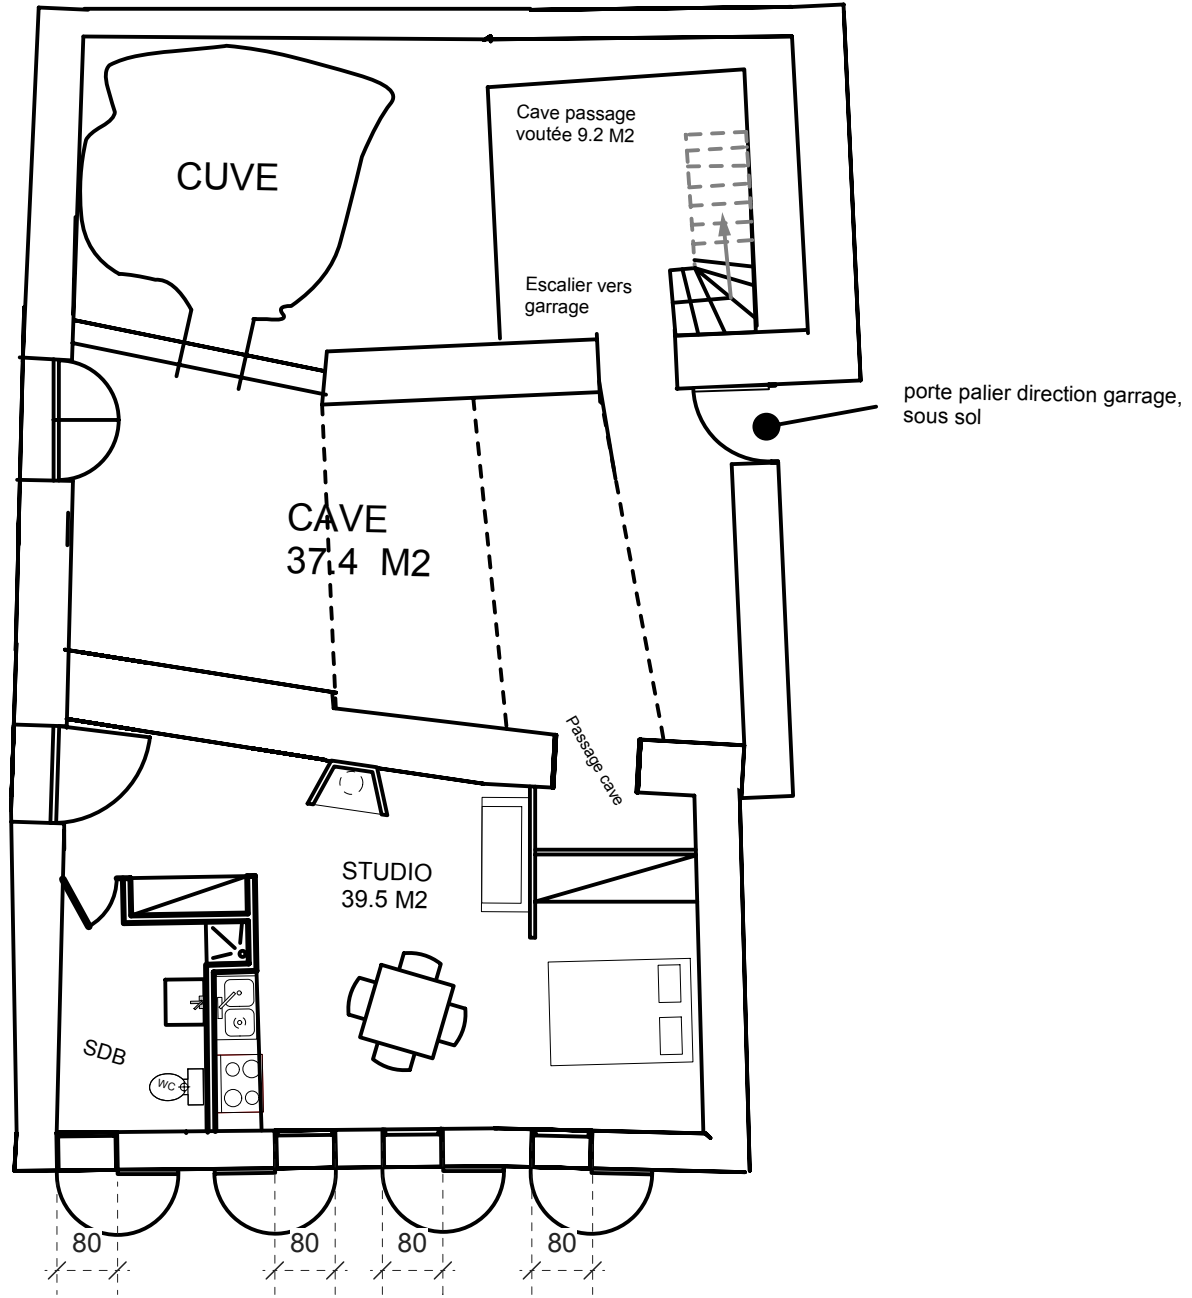 Cave passage
voutée 9.2 M2
CUVE
Escalier vers
garrage
porte palier direction garrage,
sous sol
CAVE
37.4 M2
Passage cave
STUDIO
39.5 M2
SDB
WC
80
80
80
80